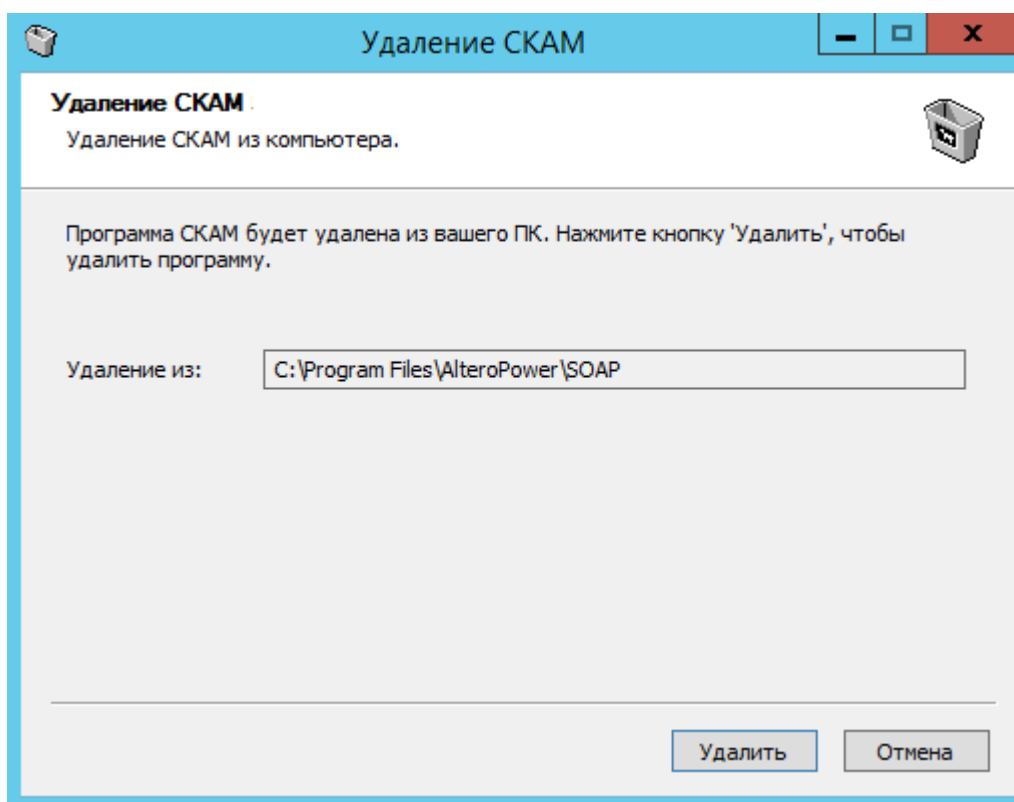 Удаление СКАМ
Удаление СКАМ
Удаление СКАМ из компьютера.
Программа СКАМ будет удалена из вашего ПК. Нажмите кнопку 'Удалить', чтобы
удалить программу.
Удаление из:
C:\Program Files\AlteroPower\SOAP
Удалить
Отмена